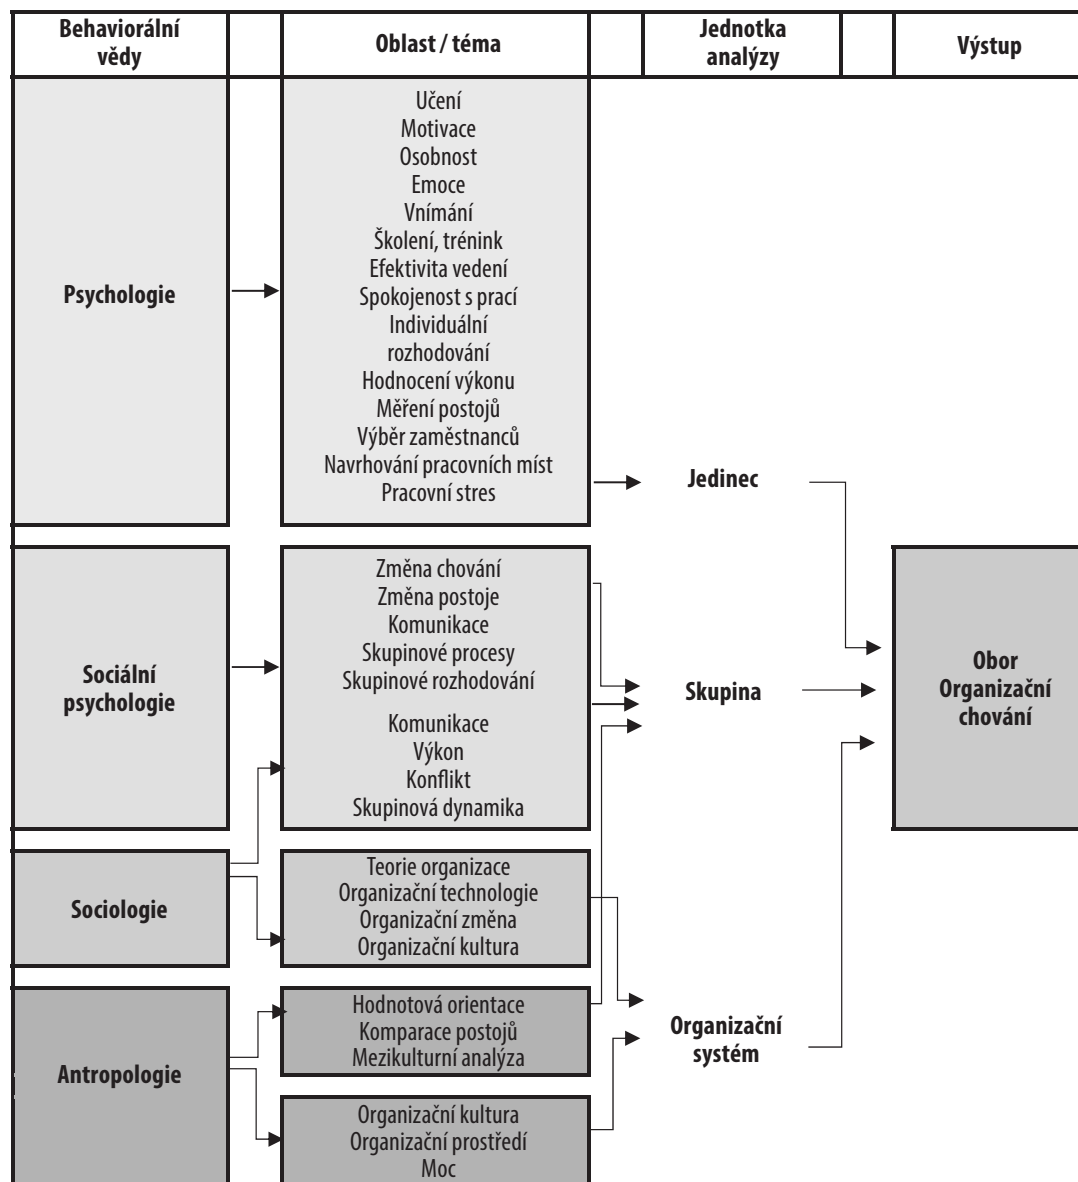 Behaviorální
vědy
Oblast / téma
Jednotka
analýzy
Výstup
Psychologie
Učení
Motivace
Osobnost
Emoce
Vnímání
Školení, trénink
Efektivita vedení
Spokojenost s prací
Individuální
rozhodování
Hodnocení výkonu
Měření postojů
Výběr zaměstnanců
Navrhování pracovních míst
Pracovní stres
Jedinec
Sociální
psychologie
Změna chování
Změna postoje
Komunikace
Skupinové procesy
Skupinové rozhodování
Komunikace
Výkon
Konflikt
Skupinová dynamika
Skupina
Obor
Organizační
chování
Sociologie
Teorie organizace
Organizační technologie
Organizační změna
Organizační kultura
Antropologie
Hodnotová orientace
Komparace postojů
Mezikulturní analýza
Organizační
systém
Organizační kultura
Organizační prostředí
Moc